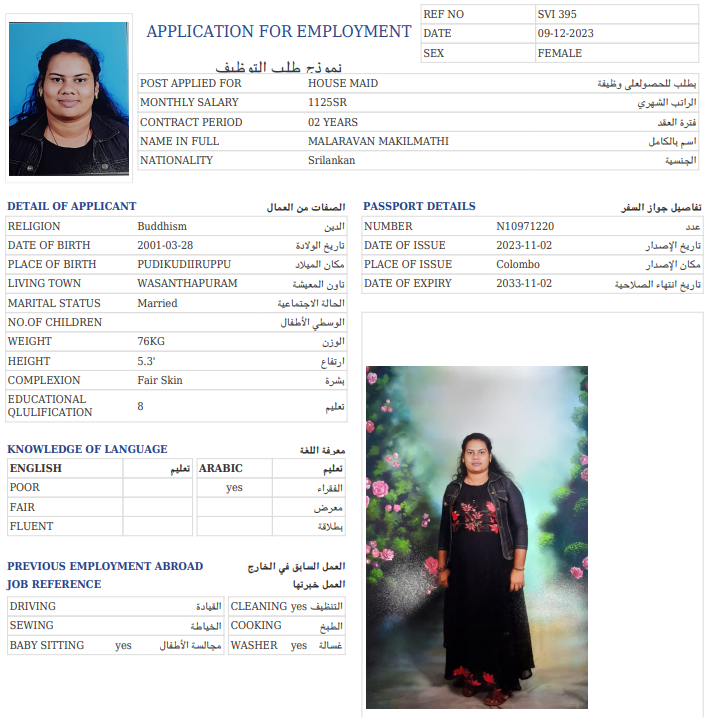 APPLICATION FOR EMPLOYMENT
نموذج طلب التوظيف
REF NO SVI 395
DATE 09-12-2023
SEX FEMALE
POST APPLIED FOR HOUSE MAID بطلب للحصولعلى وظيفة
MONTHLY SALARY 1125SR الراتب الشهري
CONTRACT PERIOD 02 YEARS فترة العقد
NAME IN FULL MALARAVAN MAKILMATHI اسم بالكامل
NATIONALITY Srilankan الجنسية
DETAIL OF APPLICANT الصفات من العمال
RELIGION Buddhism الدين
DATE OF BIRTH 2001-03-28 تاريخ الولادة
PLACE OF BIRTH PUDIKUDIIRUPPU مكان الميلاد
LIVING TOWN WASANTHAPURAM تاون المعيشة
MARITAL STATUS Married الحالة الاجتماعية
NO.OF CHILDREN الوسطي الأطفال
WEIGHT 76KG الوزن
HEIGHT 5.3' ارتفاع
COMPLEXION Fair Skin بشرة
EDUCATIONAL
QLULIFICATION 8 تعليم
PASSPORT DETAILS تفاصيل جواز السفر
NUMBER N10971220 عدد
DATE OF ISSUE 2023-11-02 تاريخ الإصدار
PLACE OF ISSUE Colombo مكان الإصدار
DATE OF EXPIRY 2033-11-02 تاريخ انتهاء الصلاحية
KNOWLEDGE OF LANGUAGE معرفة اللغة
ENGLISH تعليم ARABIC تعليم
POOR yes الفقراء
FAIR معرض
FLUENT بطلاقة
PREVIOUS EMPLOYMENT ABROAD العمل السابق في الخارج
JOB REFERENCE العمل خبرتها
DRIVING القيادة CLEANING yes التنظيف
SEWING الخياطة COOKING الطبخ
BABY SITTING yes مجالسة الأطفال WASHER yes غسالة